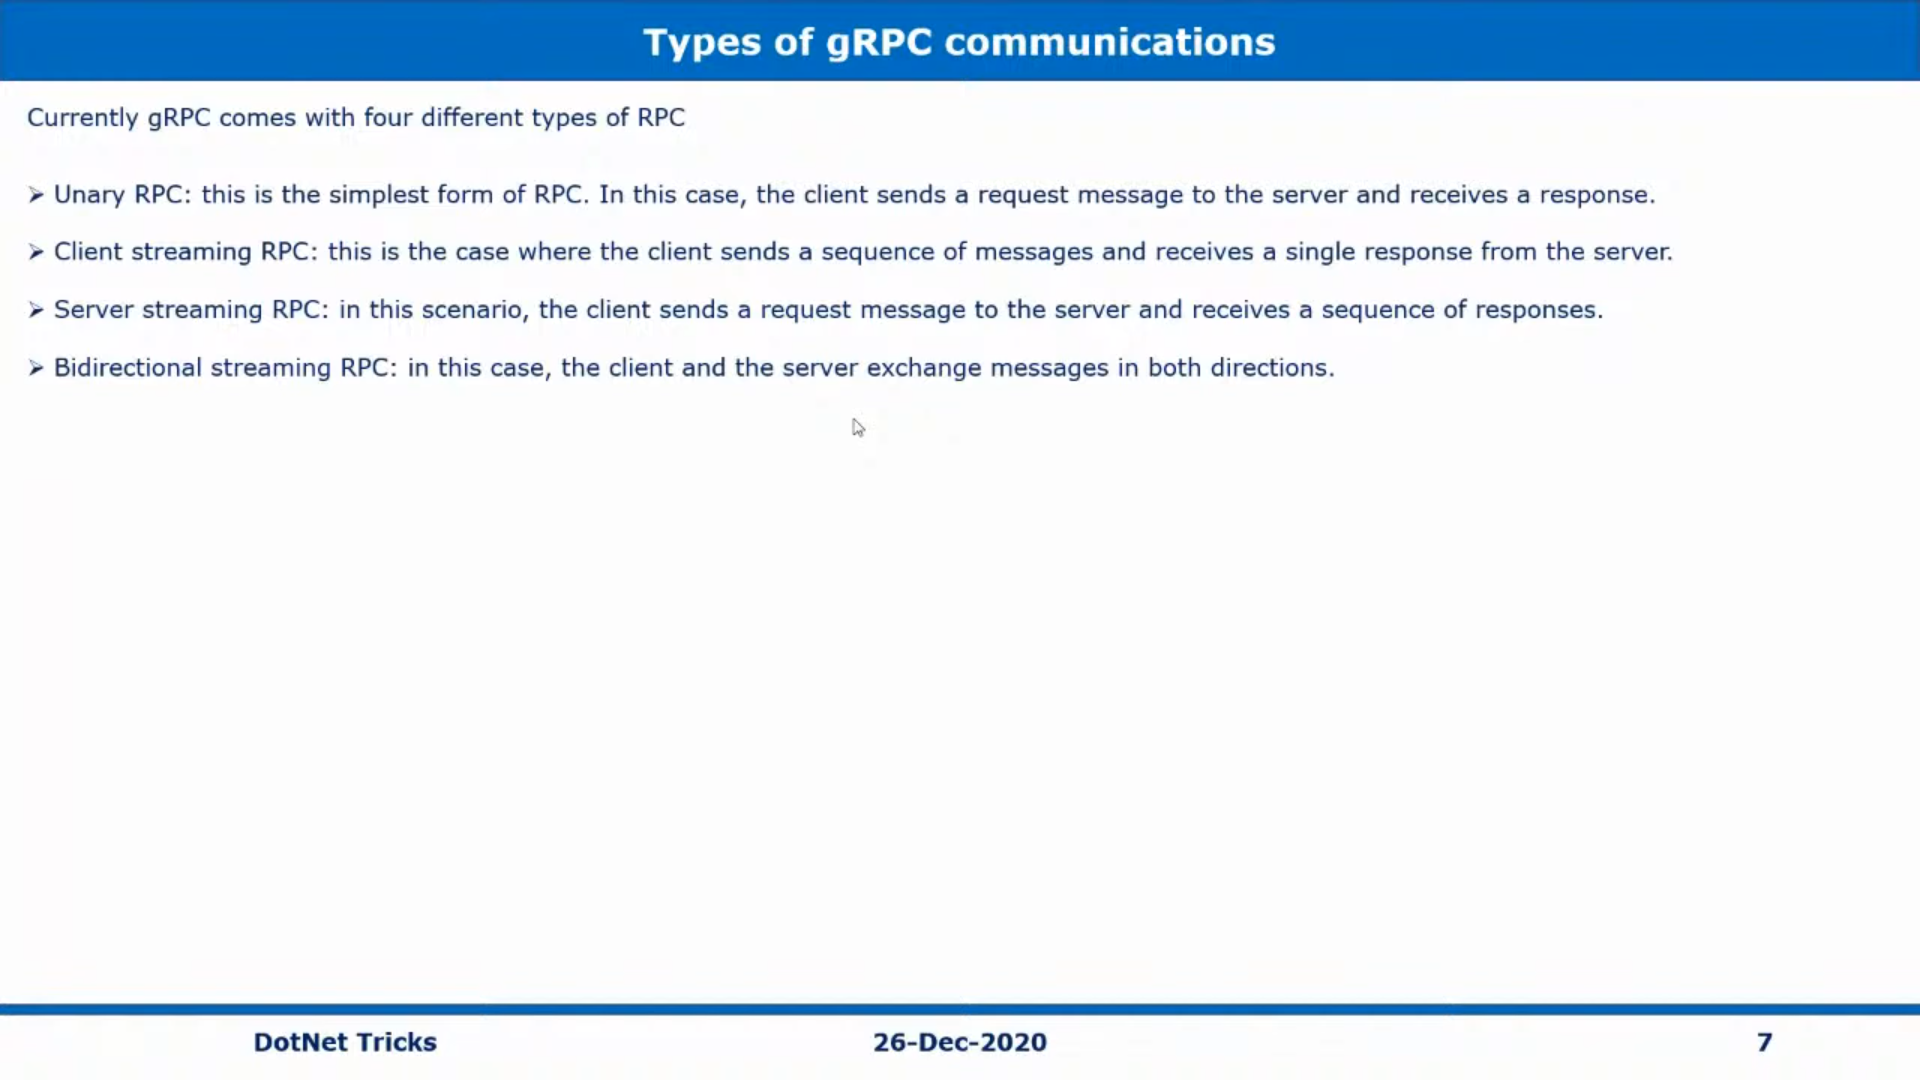 Types of gRPC communications
Currently gRPC comes with four different types of RPC
➢ Unary RPC: this is the simplest form of RPC. In this case, the client sends a request message to the server and receives a response.
➢ Client streaming RPC: this is the case where the client sends a sequence of messages and receives a single response from the server.
➢ Server streaming RPC: in this scenario, the client sends a request message to the server and receives a sequence of responses.
➢ Bidirectional streaming RPC: in this case, the client and the server exchange messages in both directions.
DotNet Tricks 26-Dec-2020 7